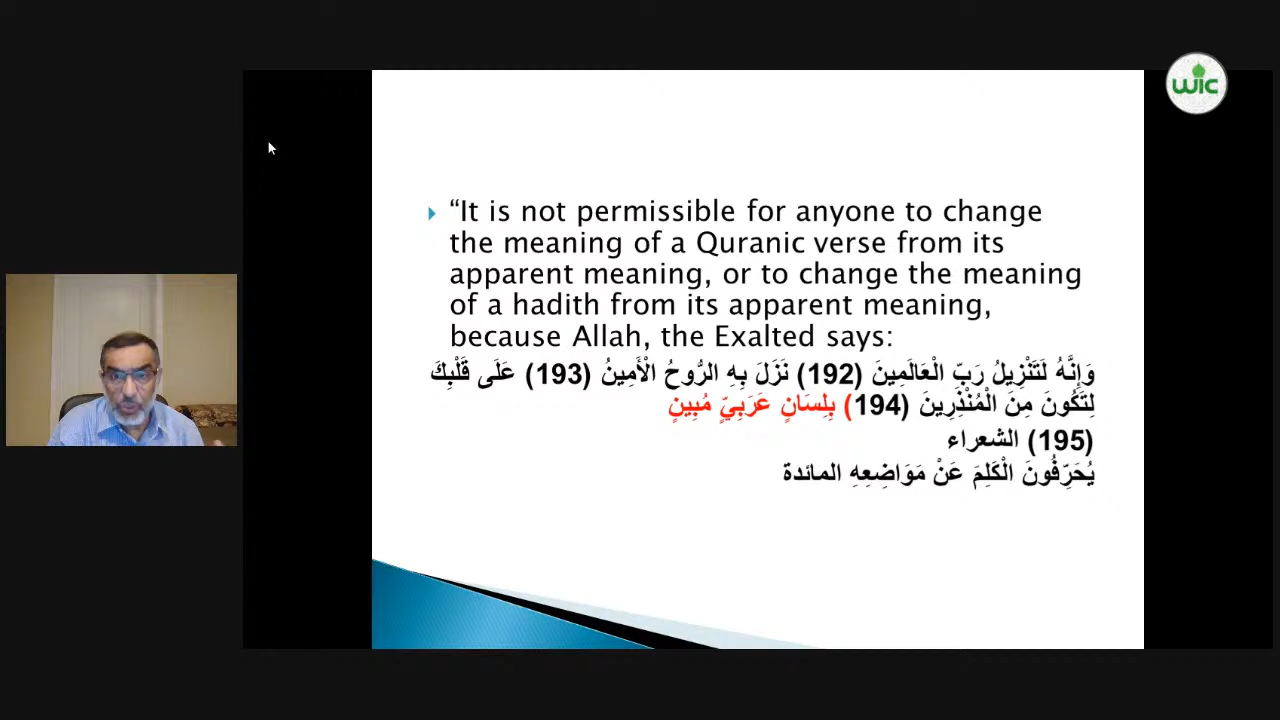 WIC
“It is not permissible for anyone to change
the meaning of a Quranic verse from its
apparent meaning, or to change the meaning
of a hadith from its apparent meaning,
because Allah, the Exalted says:
وَإِنَّهُ لَتَنْزِيلُ رَبِّ الْعَالَمِينَ (192) نَزَلَ بِهِ الرُّوحُ الْأَمِينُ (193) عَلَى قَلْبِكَ
لِتَكُونَ مِنَ الْمُنْذِرِينَ (194) بِلِسَانٍ عَرَبِيٍّ مُبِينٍ
(195) الشعراء
يُحَرِّفُونَ الْكَلِمَ عَنْ مَوَاضِعِهِ المائدة